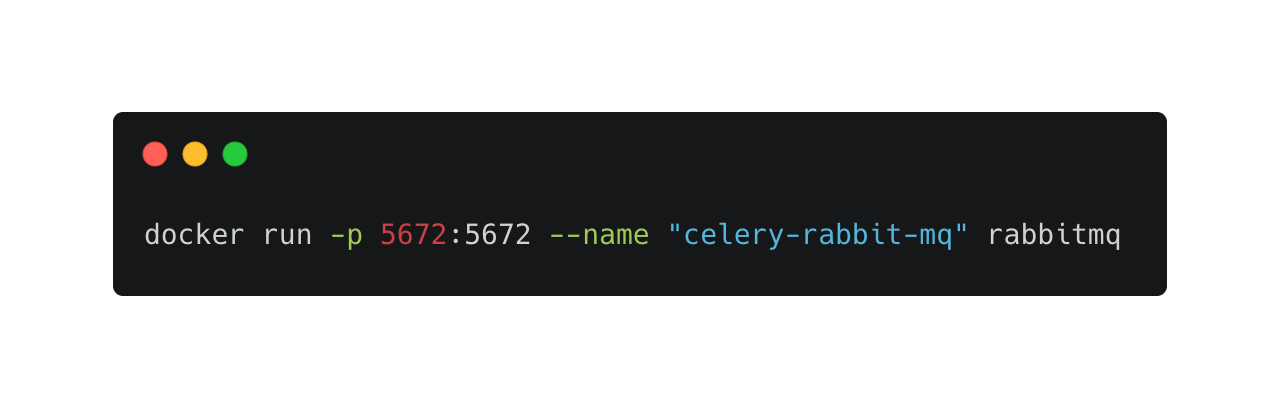 docker run -p 5672:5672 --name "celery-rabbit-mq" rabbitmq